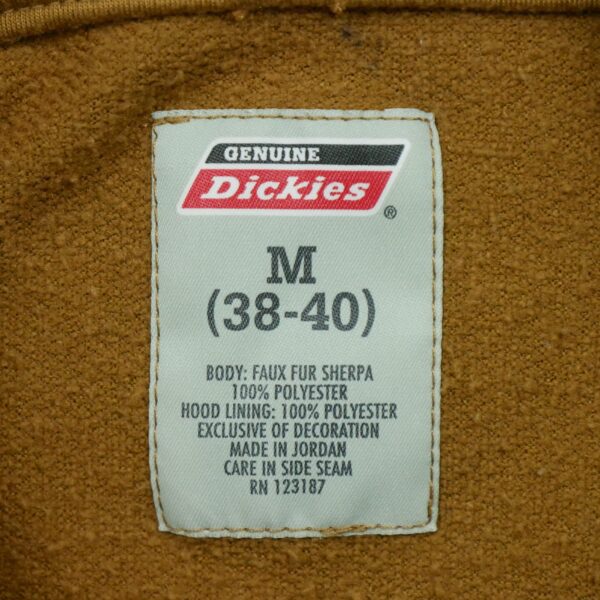 GENUINE
Dickies®
M
(38-40)
BODY: FAUX FUR SHERPA
100% POLYESTER
HOOD LINING: 100% POLYESTER
EXCLUSIVE OF DECORATION
MADE IN JORDAN
CARE IN SIDE SEAM
RN 123187